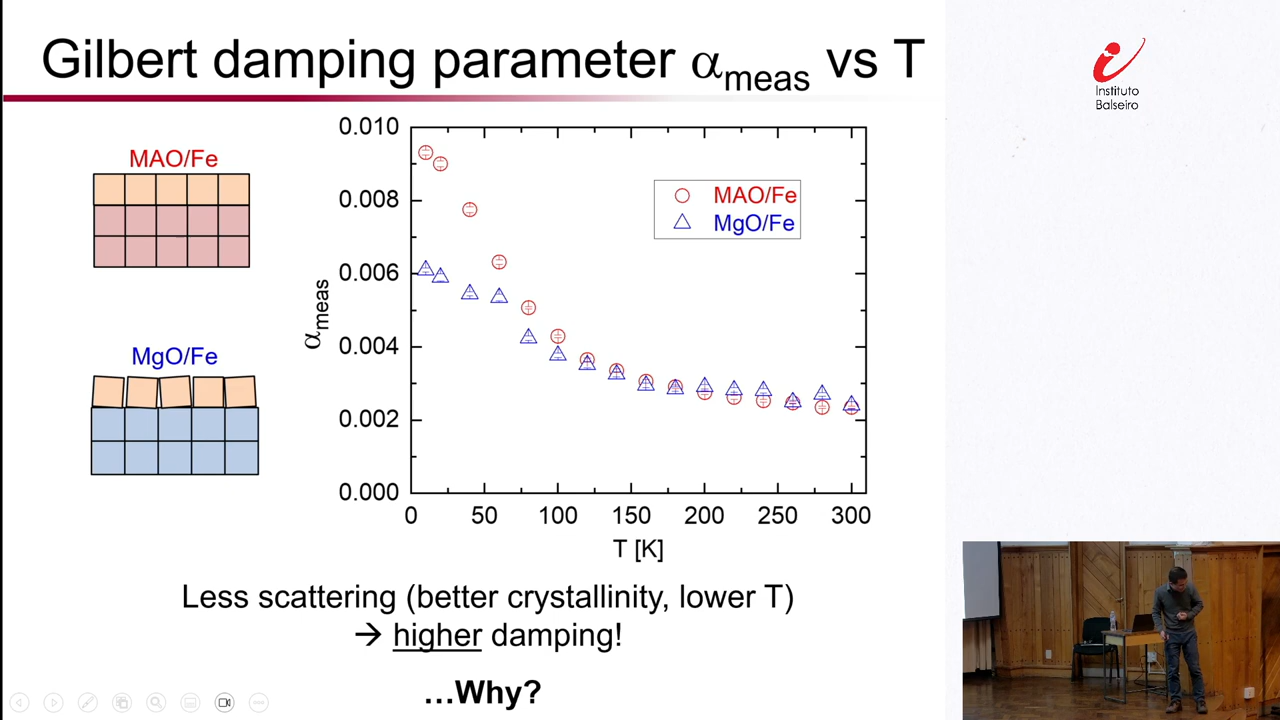 Gilbert damping parameter α_meas vs T
Instituto
Balseiro
MAO/Fe
MgO/Fe
α_meas
0.010
0.008
0.006
0.004
0.002
0.000
MAO/Fe
MgO/Fe
0 50 100 150 200 250 300
T [K]
Less scattering (better crystallinity, lower T)
→ higher damping!
...Why?